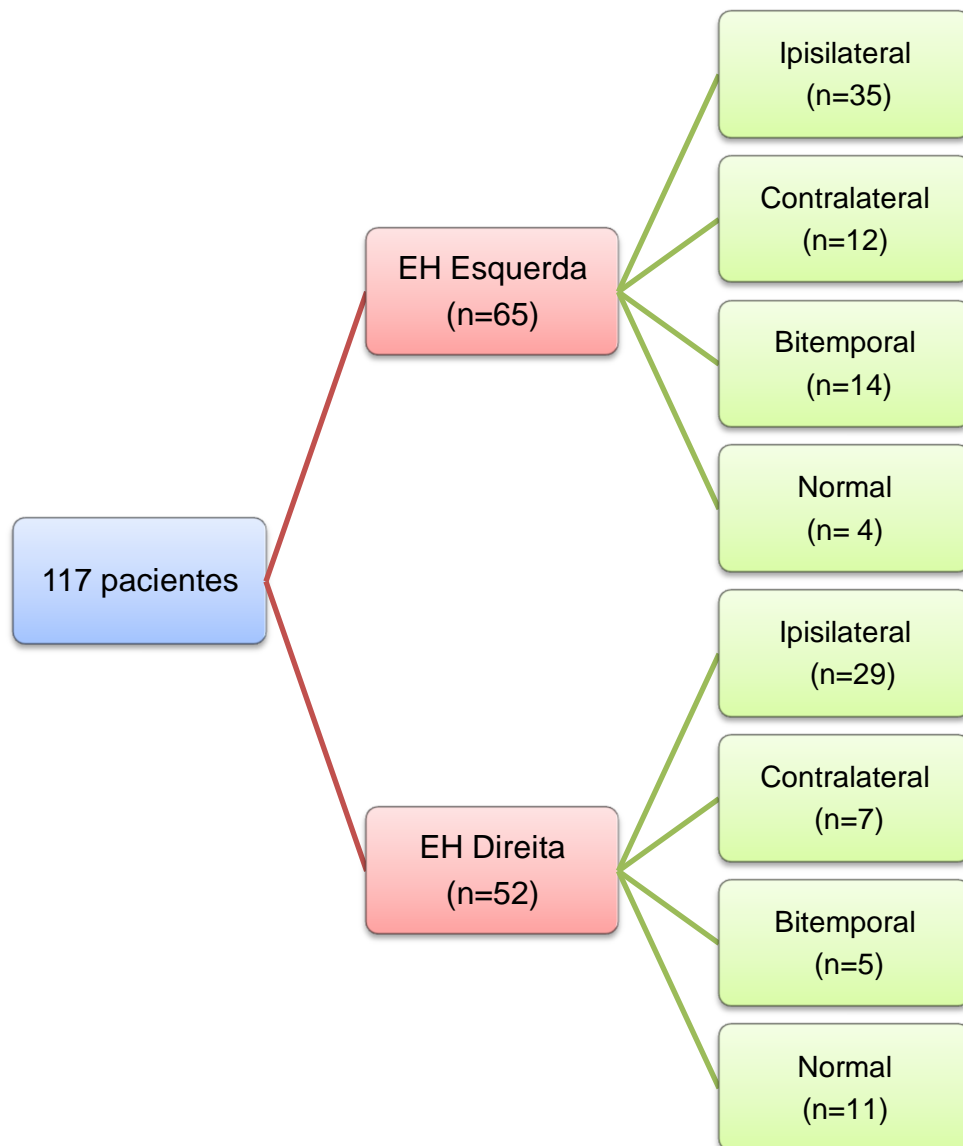 117 pacientes
EH Esquerda
(n=65)
Ipisilateral
(n=35)
Contralateral
(n=12)
Bitemporal
(n=14)
Normal
(n= 4)
EH Direita
(n=52)
Ipisilateral
(n=29)
Contralateral
(n=7)
Bitemporal
(n=5)
Normal
(n=11)